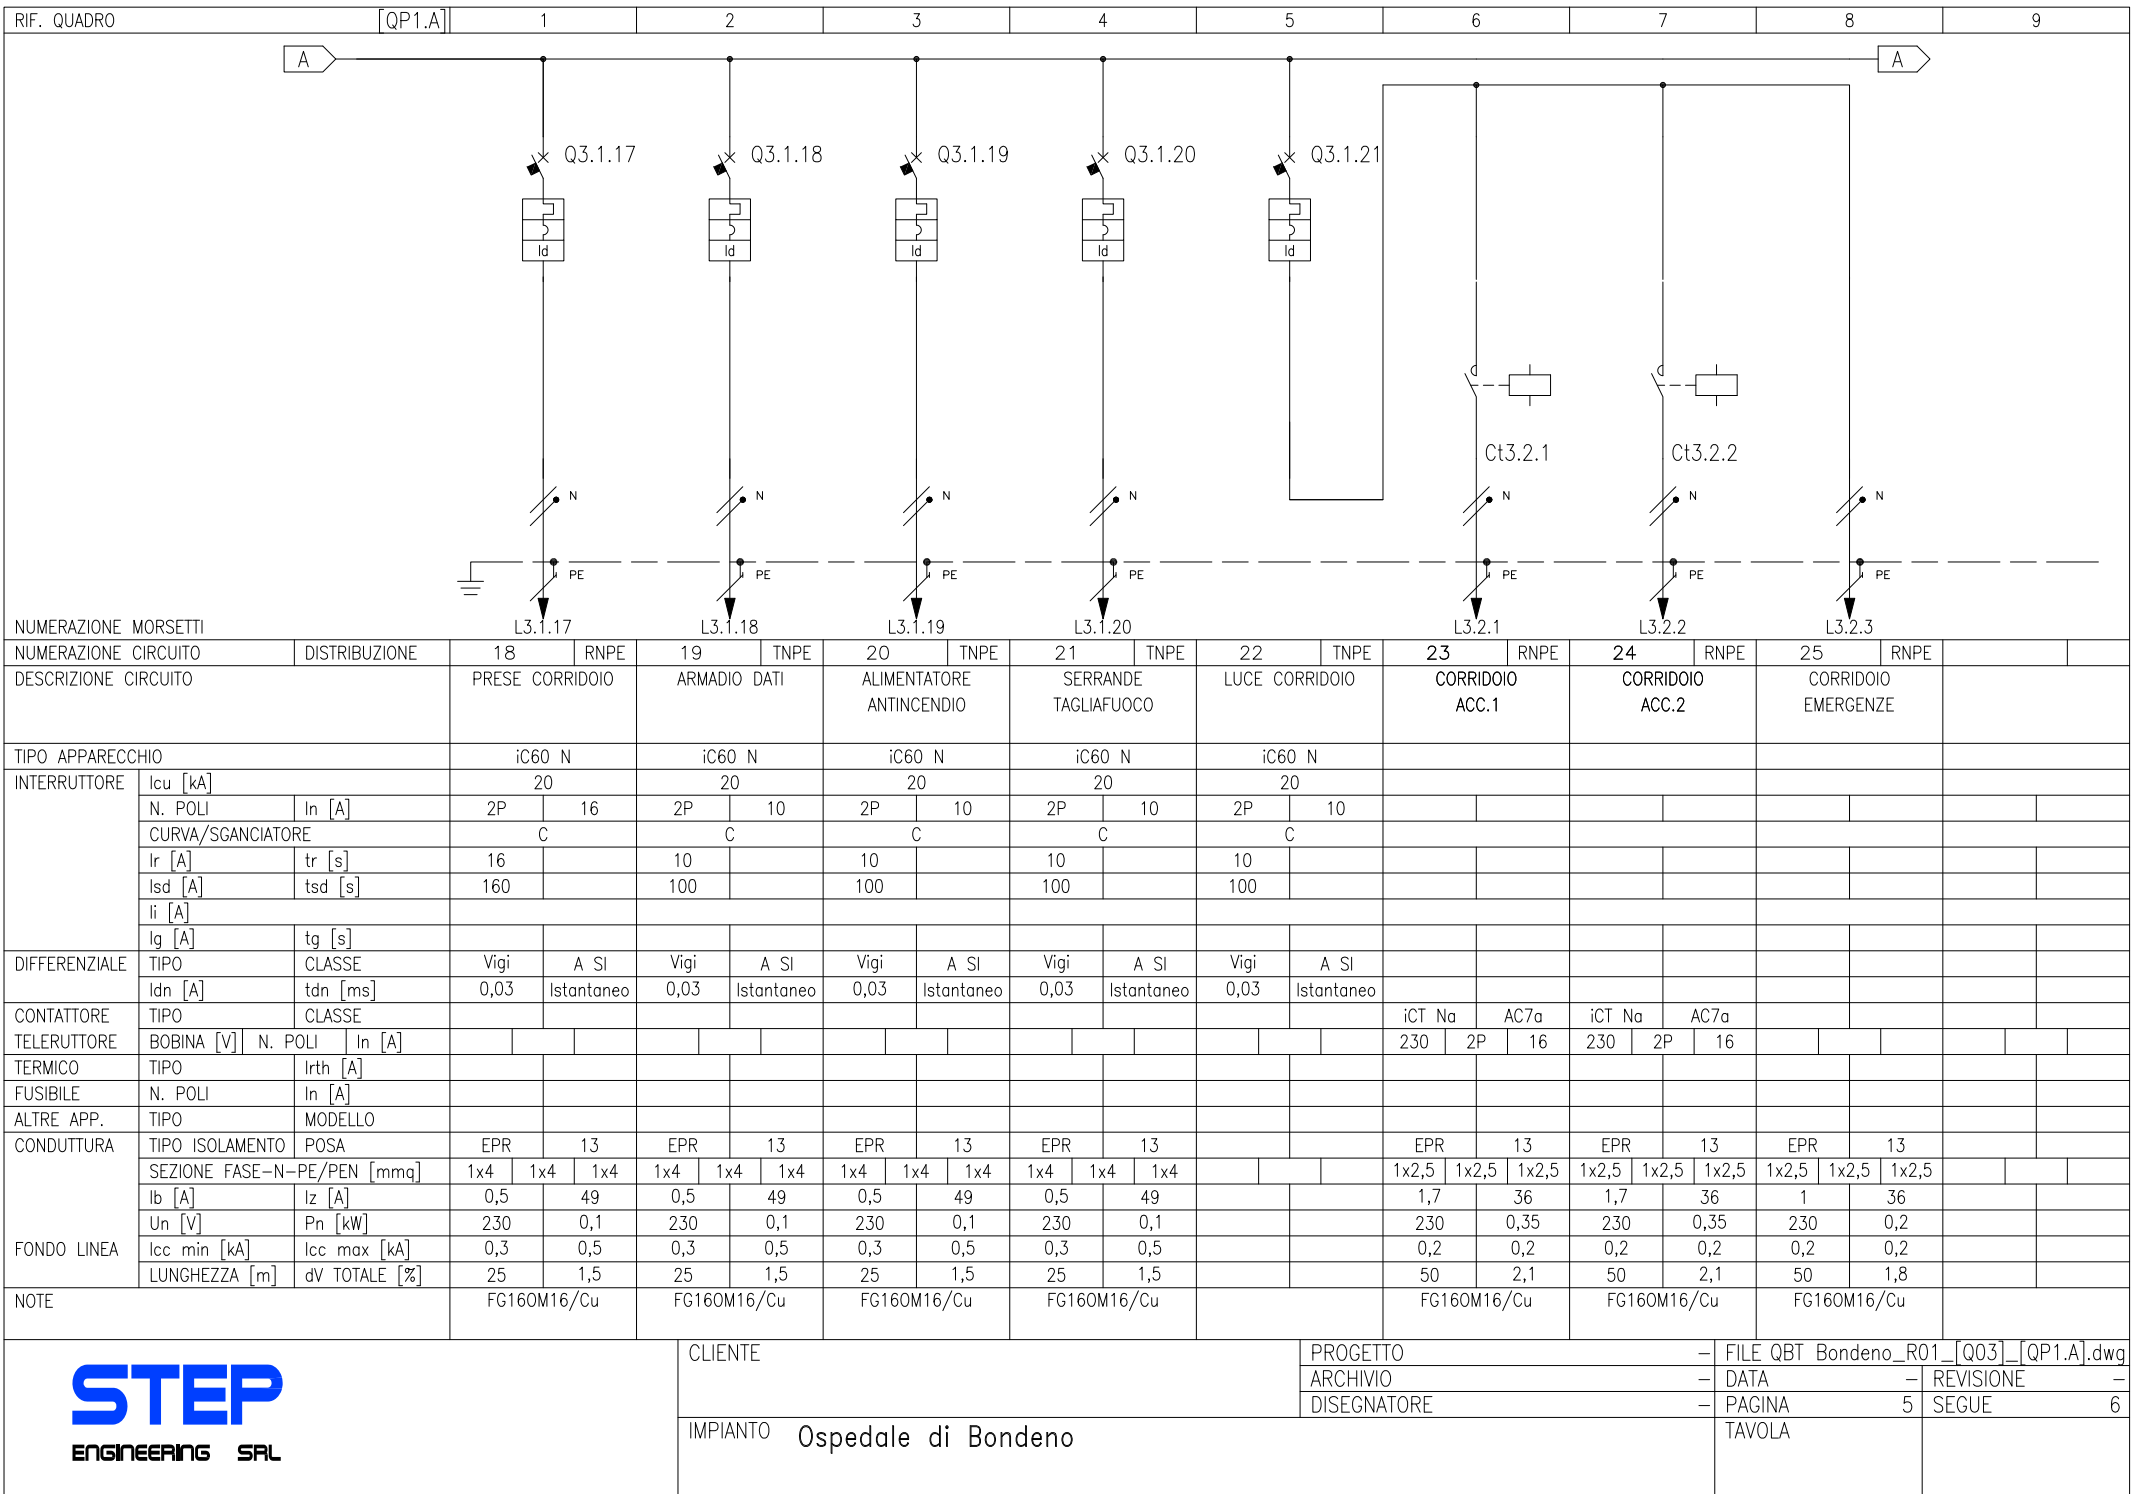 RIF. QUADRO [QP1.A] 1 2 3 4 5 6 7 8 9
A A
Q3.1.17 Q3.1.18 Q3.1.19 Q3.1.20 Q3.1.21
Id Id Id Id Id
Ct3.2.1 Ct3.2.2
N N N N N N N
PE PE PE PE PE PE PE
NUMERAZIONE MORSETTI L3.1.17 L3.1.18 L3.1.19 L3.1.20 L3.2.1 L3.2.2 L3.2.3
NUMERAZIONE CIRCUITO DISTRIBUZIONE 18 RNPE 19 TNPE 20 TNPE 21 TNPE 22 TNPE 23 RNPE 24 RNPE 25 RNPE
DESCRIZIONE CIRCUITO PRESE CORRIDOIO ARMADIO DATI ALIMENTATORE SERRANDE LUCE CORRIDOIO CORRIDOIO CORRIDOIO CORRIDOIO
ANTINCENDIO TAGLIAFUOCO ACC.1 ACC.2 EMERGENZE
TIPO APPARECCHIO iC60 N iC60 N iC60 N iC60 N iC60 N
INTERRUTTORE Icu [kA] 20 20 20 20 20
N. POLI In [A] 2P 16 2P 10 2P 10 2P 10 2P 10
CURVA/SGANCIATORE C C C C C
Ir [A] tr [s] 16 10 10 10 10
Isd [A] tsd [s] 160 100 100 100 100
Ii [A]
Ig [A] tg [s]
DIFFERENZIALE TIPO CLASSE Vigi A SI Vigi A SI Vigi A SI Vigi A SI Vigi A SI
Idn [A] tdn [ms] 0,03 Istantaneo 0,03 Istantaneo 0,03 Istantaneo 0,03 Istantaneo 0,03 Istantaneo
CONTATTORE TIPO CLASSE iCT Na AC7a iCT Na AC7a
TELERUTTORE BOBINA [V] N. POLI In [A] 230 2P 16 230 2P 16
TERMICO TIPO Irth [A]
FUSIBILE N. POLI In [A]
ALTRE APP. TIPO MODELLO
CONDUTTURA TIPO ISOLAMENTO POSA EPR 13 EPR 13 EPR 13 EPR 13 EPR 13 EPR 13 EPR 13
SEZIONE FASE-N-PE/PEN [mmq] 1x4 1x4 1x4 1x4 1x4 1x4 1x4 1x4 1x4 1x4 1x4 1x4 1x2,5 1x2,5 1x2,5 1x2,5 1x2,5 1x2,5 1x2,5 1x2,5 1x2,5
Ib [A] Iz [A] 0,5 49 0,5 49 0,5 49 0,5 49 1,7 36 1,7 36 1 36
Un [V] Pn [kW] 230 0,1 230 0,1 230 0,1 230 0,1 230 0,35 230 0,35 230 0,2
FONDO LINEA Icc min [kA] Icc max [kA] 0,3 0,5 0,3 0,5 0,3 0,5 0,3 0,5 0,2 0,2 0,2 0,2 0,2 0,2
LUNGHEZZA [m] dV TOTALE [%] 25 1,5 25 1,5 25 1,5 25 1,5 50 2,1 50 2,1 50 1,8
NOTE FG16OM16/Cu FG16OM16/Cu FG16OM16/Cu FG16OM16/Cu FG16OM16/Cu FG16OM16/Cu FG16OM16/Cu
STEP
ENGINEERING SRL
CLIENTE
IMPIANTO Ospedale di Bondeno
PROGETTO - FILE QBT Bondeno_R01_[Q03]_[QP1.A].dwg
ARCHIVIO - DATA - REVISIONE -
DISEGNATORE - PAGINA 5 SEGUE 6
TAVOLA